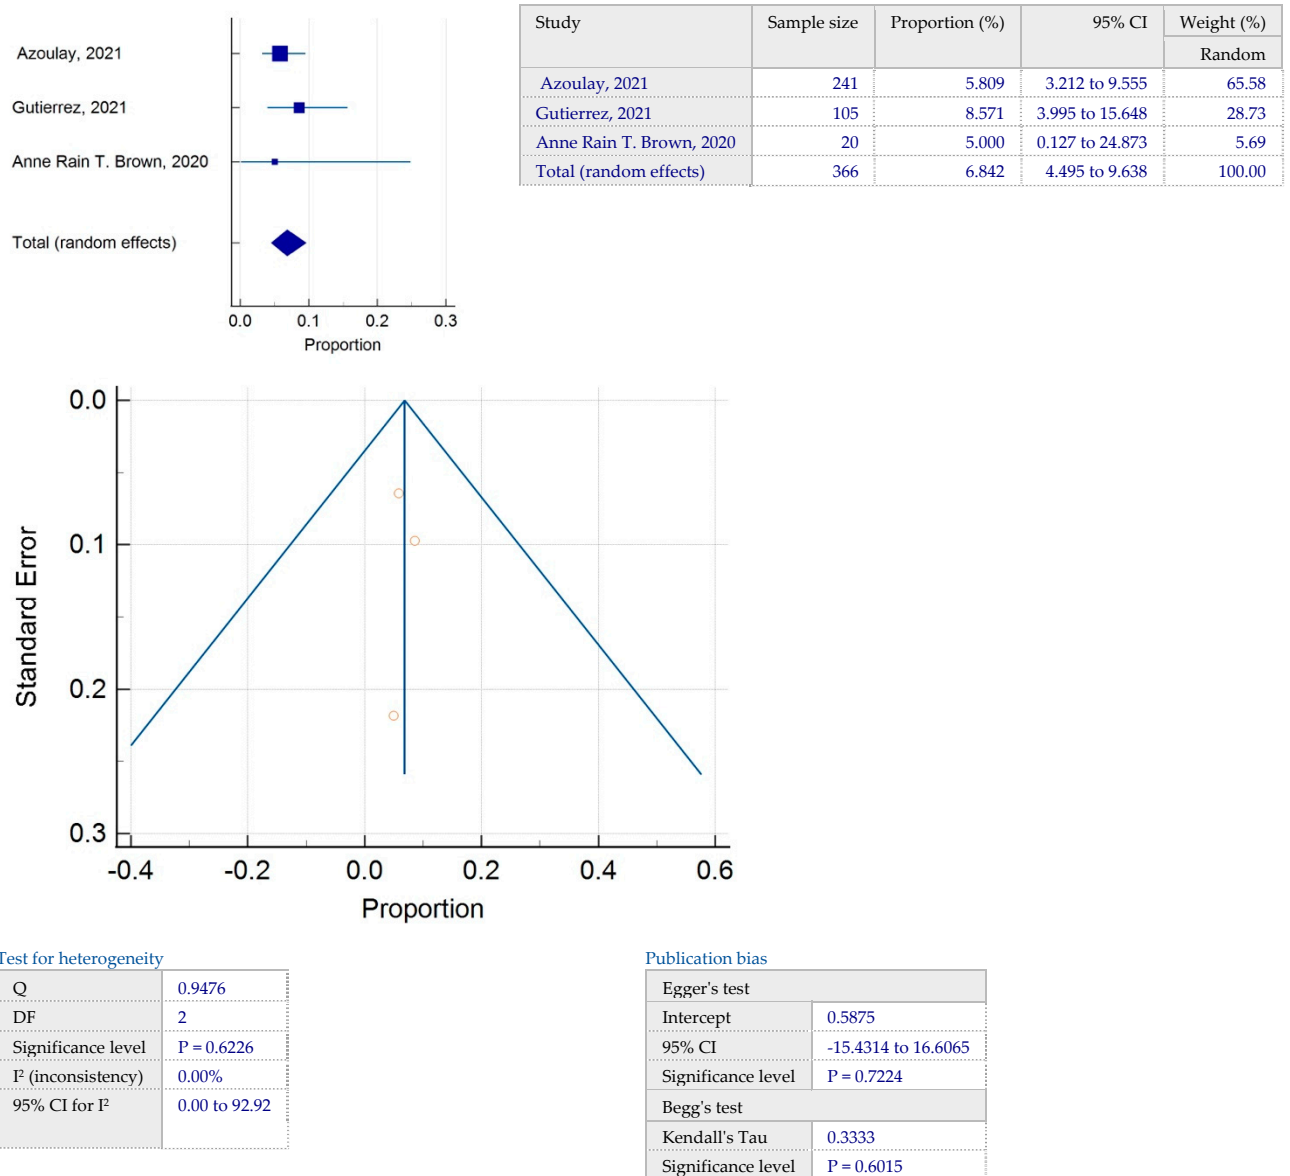 Azoulay, 2021
Gutierrez, 2021
Anne Rain T. Brown, 2020
Total (random effects)
0.0 0.1 0.2 0.3
Proportion
Study Sample size Proportion (%) 95% CI Weight (%)
Random
Azoulay, 2021 241 5.809 3.212 to 9.555 65.58
Gutierrez, 2021 105 8.571 3.995 to 15.648 28.73
Anne Rain T. Brown, 2020 20 5.000 0.127 to 24.873 5.69
Total (random effects) 366 6.842 4.495 to 9.638 100.00
0.0
0.1
0.2
0.3
Standard Error
-0.4 -0.2 0.0 0.2 0.4 0.6
Proportion
Test for heterogeneity
Q 0.9476
DF 2
Significance level P = 0.6226
I² (inconsistency) 0.00%
95% CI for I² 0.00 to 92.92
Publication bias
Egger's test
Intercept 0.5875
95% CI -15.4314 to 16.6065
Significance level P = 0.7224
Begg's test
Kendall's Tau 0.3333
Significance level P = 0.6015